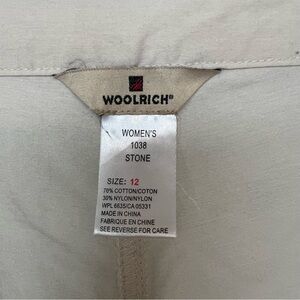 WOOLRICH®
WOMEN'S
1038
STONE
SIZE: 12
70% COTTON/COTON
30% NYLON/NYLON
WPL 6635/CA 05331
MADE IN CHINA
FABRIQUE EN CHINE
SEE REVERSE FOR CARE